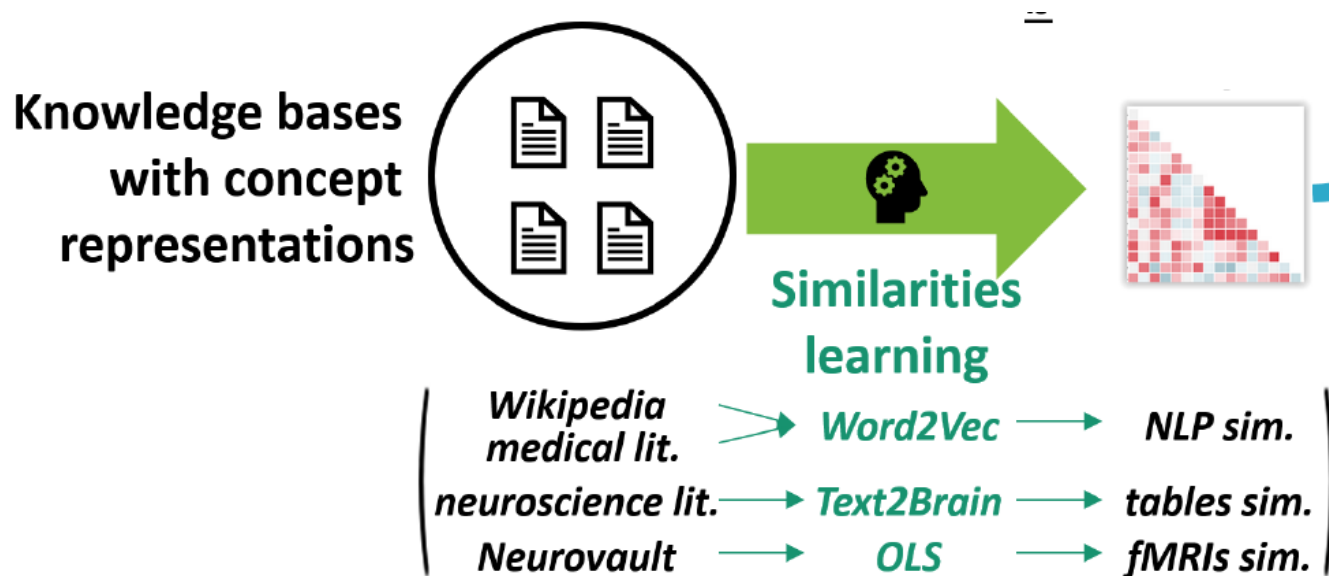 Knowledge bases
with concept
representations
Similarities
learning
Wikipedia
medical lit.
Word2Vec
NLP sim.
neuroscience lit.
Text2Brain
tables sim.
Neurovault
OLS
fMRIs sim.